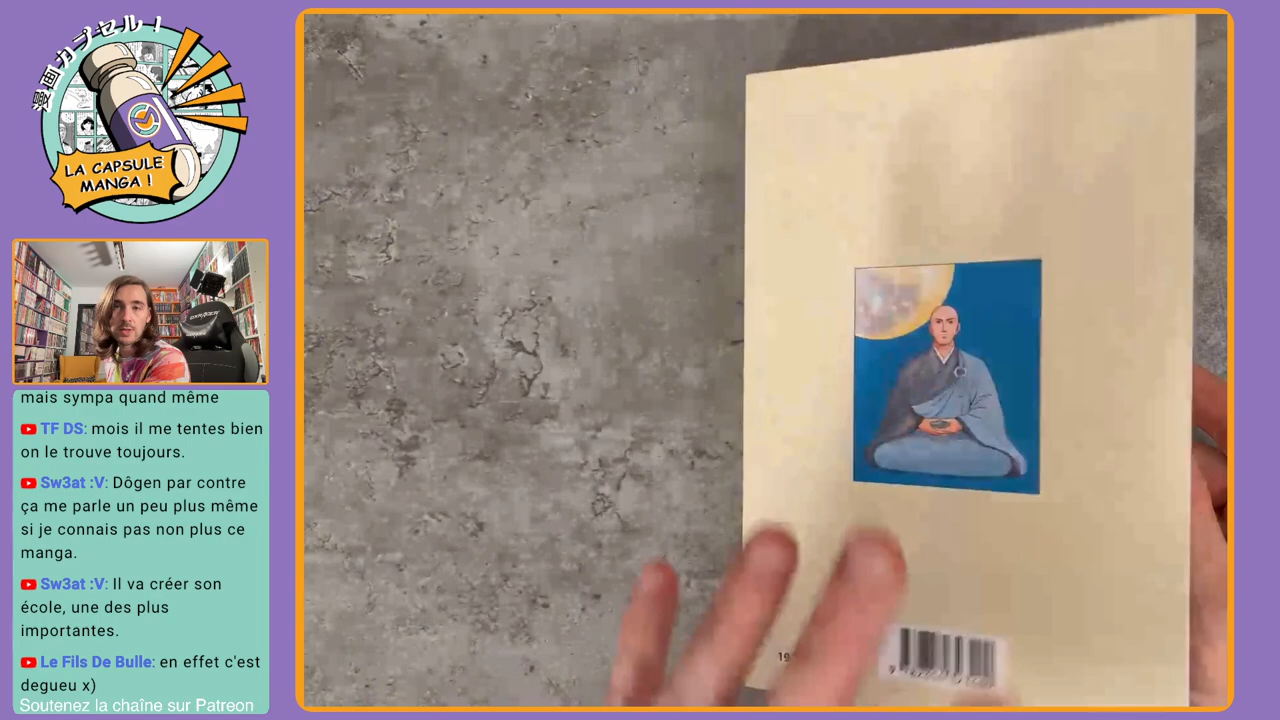 漫画カプセル!
LA CAPSULE
MANGA !
mais sympa quand même
TF DS: mois il me tentes bien
on le trouve toujours.
Sw3at :V: Dôgen par contre
ça me parle un peu plus même
si je connais pas non plus ce
manga.
Sw3at :V: Il va créer son
école, une des plus
importantes.
Le Fils De Bulle: en effet c'est
degueu x)
Soutenez la chaîne sur Patreon